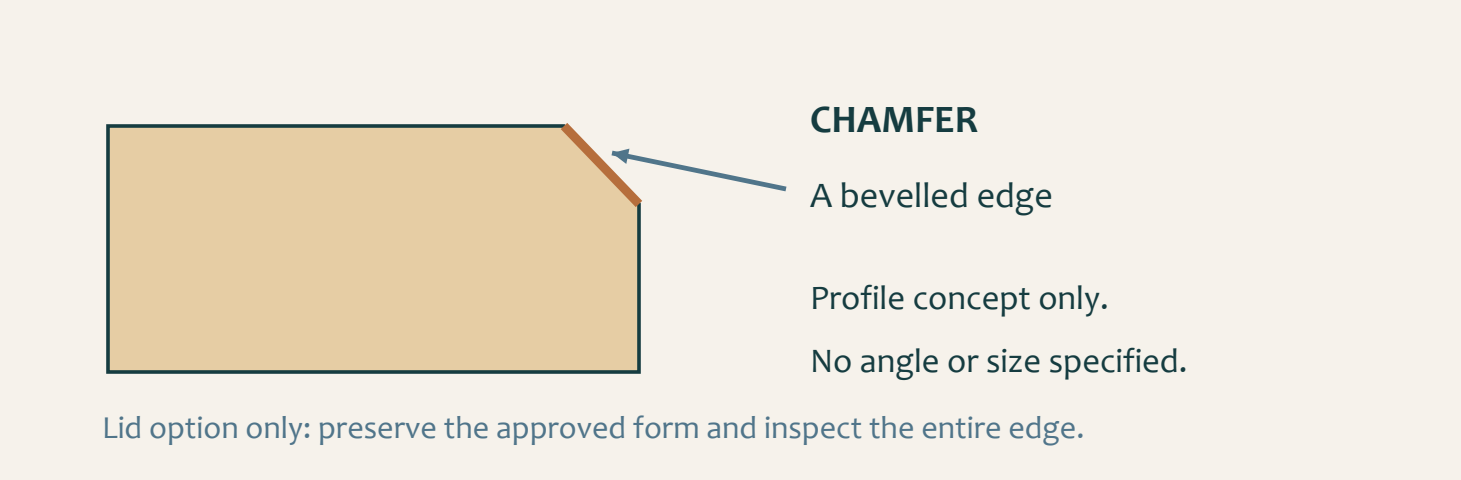 CHAMFER
A bevelled edge
Profile concept only.
No angle or size specified.
Lid option only: preserve the approved form and inspect the entire edge.